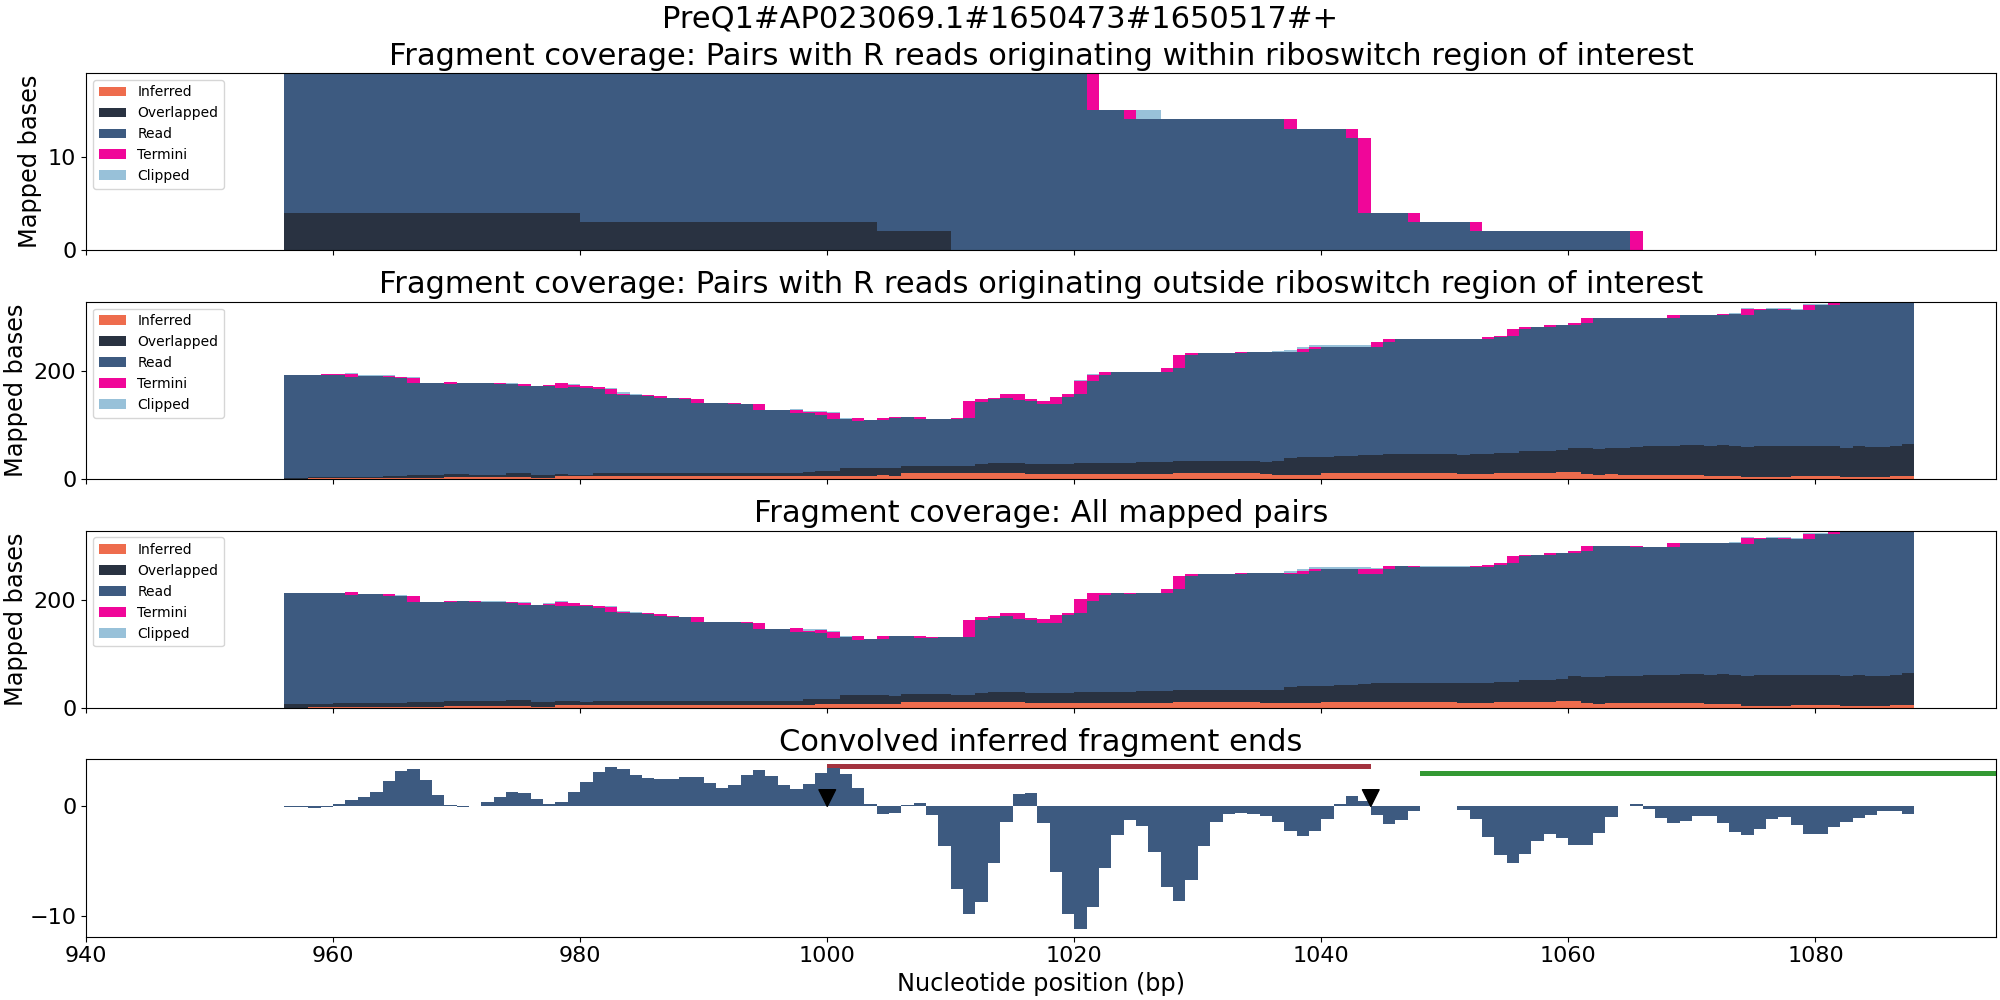 PreQ1#AP023069.1#1650473#1650517#+
Fragment coverage: Pairs with R reads originating within riboswitch region of interest
Mapped bases
10
0
Inferred
Overlapped
Read
Termini
Clipped
Fragment coverage: Pairs with R reads originating outside riboswitch region of interest
Mapped bases
200
0
Inferred
Overlapped
Read
Termini
Clipped
Fragment coverage: All mapped pairs
Mapped bases
200
0
Inferred
Overlapped
Read
Termini
Clipped
Convolved inferred fragment ends
0
−10
940 960 980 1000 1020 1040 1060 1080
Nucleotide position (bp)